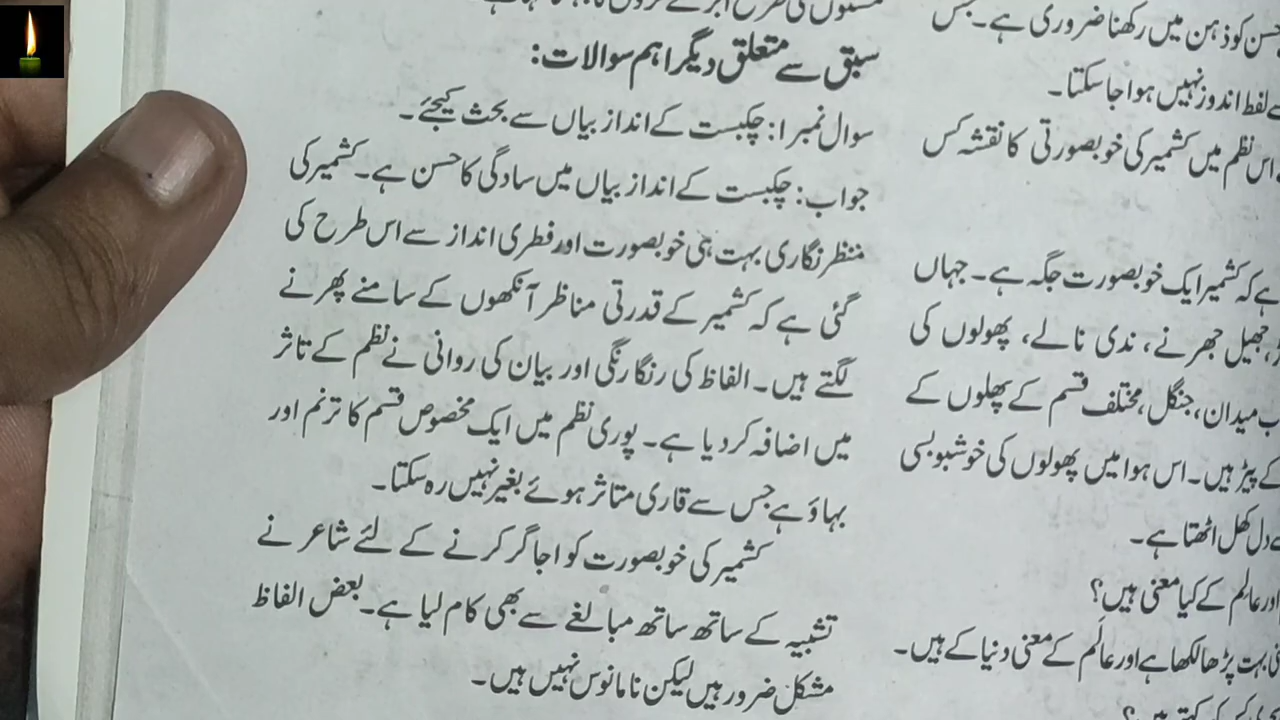 حسن کو ذہن میں رکھنا ضروری ہے۔ جس
لفظ اندوز نہیں ہوا جا سکتا۔
اس نظم میں کشمیر کی خوبصورتی کا نقشہ کس
ہے کہ کشمیر ایک خوبصورت جگہ ہے۔ جہاں
جھیل جھرنے، ندی نالے، پھولوں کی
میدان، جنگل، مختلف قسم کے پھلوں کے
کے پیڑ ہیں۔ اس ہوا میں پھولوں کی خوشبو بسی
دل کھل اٹھتا ہے۔
اور عالم کے کیا معنی ہیں؟
بہت پڑھا لکھا ہے اور عالَم کے معنی دنیا کے ہیں۔
سبق سے متعلق دیگر اہم سوالات:
سوال نمبر ۱: چکبست کے انداز بیاں سے بحث کیجئے۔
جواب: چکبست کے انداز بیاں میں سادگی کا حسن ہے۔ کشمیر کی
منظر نگاری بہت ہی خوبصورت اور فطری انداز سے اس طرح کی
گئی ہے کہ کشمیر کے قدرتی مناظر آنکھوں کے سامنے پھرنے
لگتے ہیں۔ الفاظ کی رنگا رنگی اور بیان کی روانی نے نظم کے تاثر
میں اضافہ کر دیا ہے۔ پوری نظم میں ایک مخصوص قسم کا ترنم اور
بہاؤ ہے جس سے قاری متاثر ہوئے بغیر نہیں رہ سکتا۔
کشمیر کی خوبصورت کو اجاگر کرنے کے لئے شاعر نے
تشبیہ کے ساتھ ساتھ مبالغے سے بھی کام لیا ہے۔ بعض الفاظ
مشکل ضرور ہیں لیکن نامانوس نہیں ہیں۔